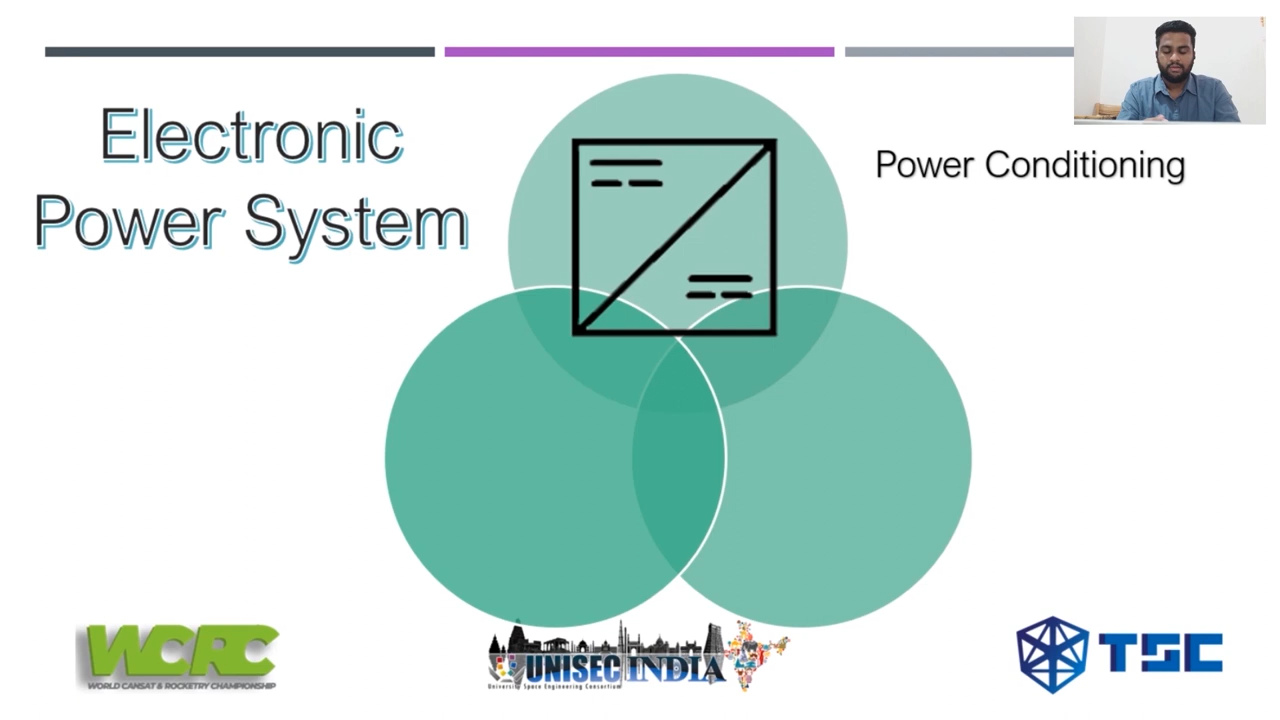 Electronic
Power System
Power Conditioning
WCRC
WORLD CANSAT & ROCKETRY CHAMPIONSHIP
UNISEC INDIA
University Space Engineering Consortium
TSC